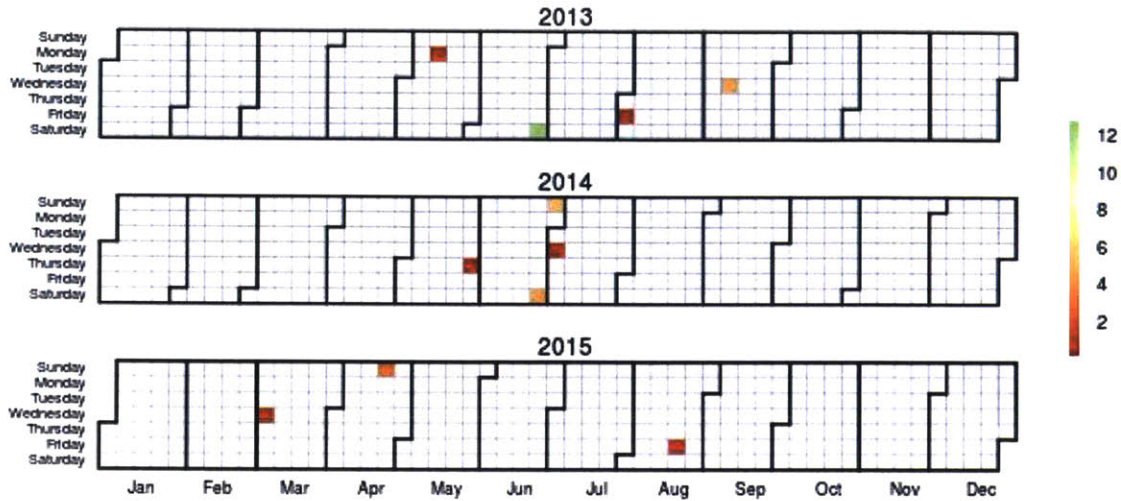 2013
Sunday
Monday
Tuesday
Wednesday
Thursday
Friday
Saturday
2014
Sunday
Monday
Tuesday
Wednesday
Thursday
Friday
Saturday
2015
Sunday
Monday
Tuesday
Wednesday
Thursday
Friday
Saturday
Jan Feb Mar Apr May Jun Jul Aug Sep Oct Nov Dec
12
10
8
6
4
2